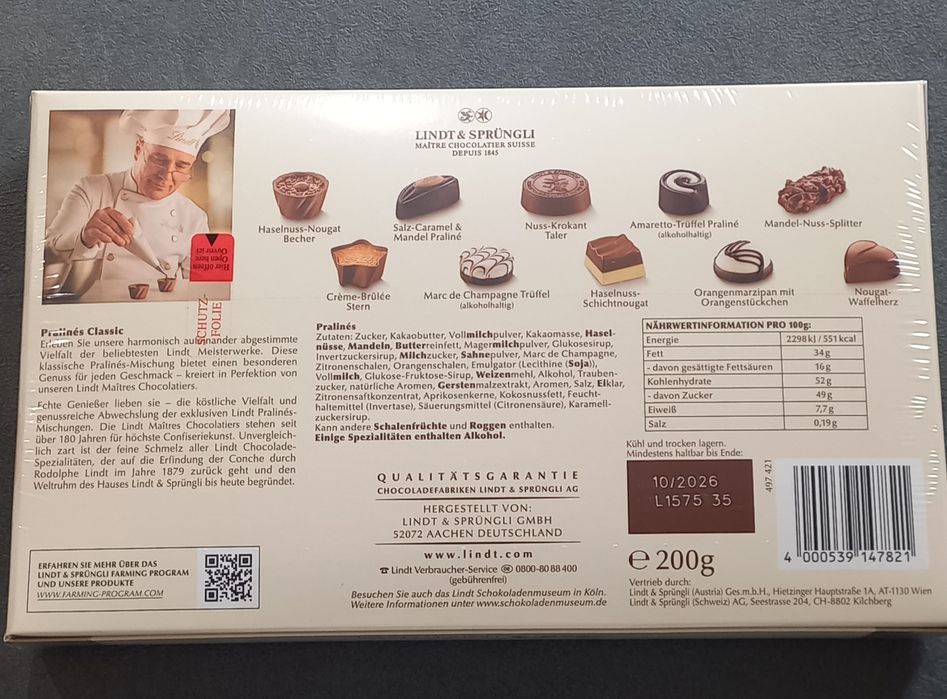 LINDT & SPRÜNGLI
MAÎTRE CHOCOLATIER SUISSE
DEPUIS 1845
Lindt
Haselnuss-Nougat
Becher
Salz-Caramel &
Mandel Praliné
Nuss-Krokant
Taler
Amaretto-Trüffel Praliné
(alkoholhaltig)
Mandel-Nuss-Splitter
Crème-Brûlée
Stern
Marc de Champagne Trüffel
(alkoholhaltig)
Haselnuss-
Schichtnougat
Orangenmarzipan mit
Orangenstückchen
Nougat-
Waffelherz
Hier öffnen
Open here
Ouvrir ici
SCHUTZ-
FOLIE
Pralinés Classic
Erleben Sie unsere harmonisch aufeinander abgestimmte
Vielfalt der beliebtesten Lindt Meisterwerke. Diese
klassische Pralinés-Mischung bietet einen besonderen
Genuss für jeden Geschmack – kreiert in Perfektion von
unseren Lindt Maîtres Chocolatiers.
Echte Genießer lieben sie – die köstliche Vielfalt und
genussreiche Abwechslung der exklusiven Lindt Pralinés-
Mischungen. Die Lindt Maîtres Chocolatiers stehen seit
über 180 Jahren für höchste Confiseriekunst. Unvergleich-
lich zart ist der feine Schmelz aller Lindt Chocolade-
Spezialitäten, der auf die Erfindung der Conche durch
Rodolphe Lindt im Jahre 1879 zurück geht und den
Weltruhm des Hauses Lindt & Sprüngli bis heute begründet.
ERFAHREN SIE MEHR ÜBER DAS
LINDT & SPRÜNGLI FARMING PROGRAM
UND UNSERE PRODUKTE
WWW.FARMING-PROGRAM.COM
Pralinés
Zutaten: Zucker, Kakaobutter, Vollmilchpulver, Kakaomasse, Hasel-
nüsse, Mandeln, Butterreinfett, Magermilchpulver, Glukosesirup,
Invertzuckersirup, Milchzucker, Sahnepulver, Marc de Champagne,
Zitronenschalen, Orangenschalen, Emulgator (Lecithine (Soja)),
Vollmilch, Glukose-Fruktose-Sirup, Weizenmehl, Alkohol, Trauben-
zucker, natürliche Aromen, Gerstenmalzextrakt, Aromen, Salz, Eiklar,
Zitronensaftkonzentrat, Aprikosenkerne, Kokosnussfett, Feucht-
haltemittel (Invertase), Säuerungsmittel (Citronensäure), Karamell-
zuckersirup.
Kann andere Schalenfrüchte und Roggen enthalten.
Einige Spezialitäten enthalten Alkohol.
QUALITÄTSGARANTIE
CHOCOLADEFABRIKEN LINDT & SPRÜNGLI AG
HERGESTELLT VON:
LINDT & SPRÜNGLI GMBH
52072 AACHEN DEUTSCHLAND
www.lindt.com
Lindt Verbraucher-Service 0800-80 88 400
(gebührenfrei)
Besuchen Sie auch das Lindt Schokoladenmuseum in Köln.
Weitere Informationen unter www.schokoladenmuseum.de
NÄHRWERTINFORMATION PRO 100g:
Energie 2298 kJ / 551 kcal
Fett 34 g
- davon gesättigte Fettsäuren 16 g
Kohlenhydrate 52 g
- davon Zucker 49 g
Eiweiß 7,7 g
Salz 0,19 g
Kühl und trocken lagern.
Mindestens haltbar bis Ende:
10/2026
L1575 35
497 421
4 000539 147821
e 200g
Vertrieb durch:
Lindt & Sprüngli (Austria) Ges.m.b.H., Hietzinger Hauptstraße 1A, AT-1130 Wien
Lindt & Sprüngli (Schweiz) AG, Seestrasse 204, CH-8802 Kilchberg